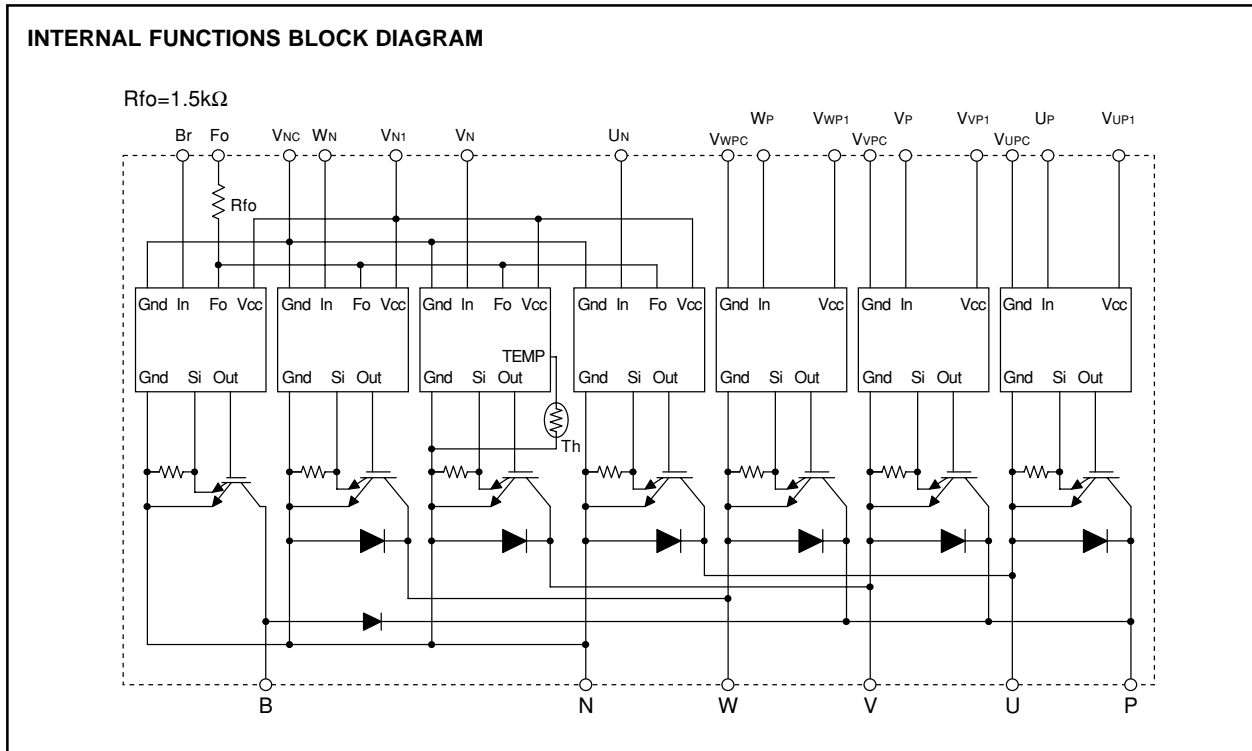 INTERNAL FUNCTIONS BLOCK DIAGRAM
Rfo=1.5kΩ
Br Fo VNC WN VN1 VN UN VWPC WP VWP1 VVPC VP VVP1 VUPC UP VUP1
Rfo
Gnd In Fo Vcc Gnd In Fo Vcc Gnd In Fo Vcc Gnd In Fo Vcc Gnd In Vcc Gnd In Vcc Gnd In Vcc
TEMP
Gnd Si Out Gnd Si Out Gnd Si Out Gnd Si Out Gnd Si Out Gnd Si Out Gnd Si Out
Th
B N W V U P